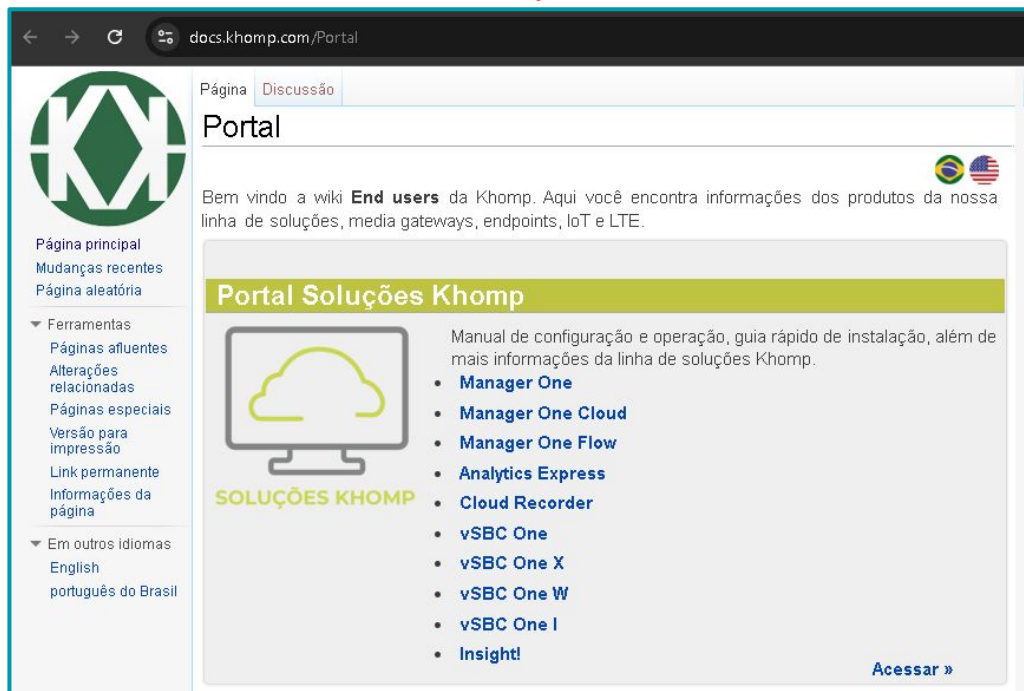 docs.khomp.com/Portal
Página principal
Mudanças recentes
Página aleatória
Ferramentas
Páginas afluentes
Alterações
relacionadas
Páginas especiais
Versão para
impressão
Link permanente
Informações da
página
Em outros idiomas
English
português do Brasil
Página Discussão
Portal
Bem vindo a wiki End users da Khomp. Aqui você encontra informações dos produtos da nossa
linha de soluções, media gateways, endpoints, IoT e LTE.
Portal Soluções Khomp
SOLUÇÕES KHOMP
Manual de configuração e operação, guia rápido de instalação, além de
mais informações da linha de soluções Khomp.
Manager One
Manager One Cloud
Manager One Flow
Analytics Express
Cloud Recorder
vSBC One
vSBC One X
vSBC One W
vSBC One I
Insight!
Acessar »